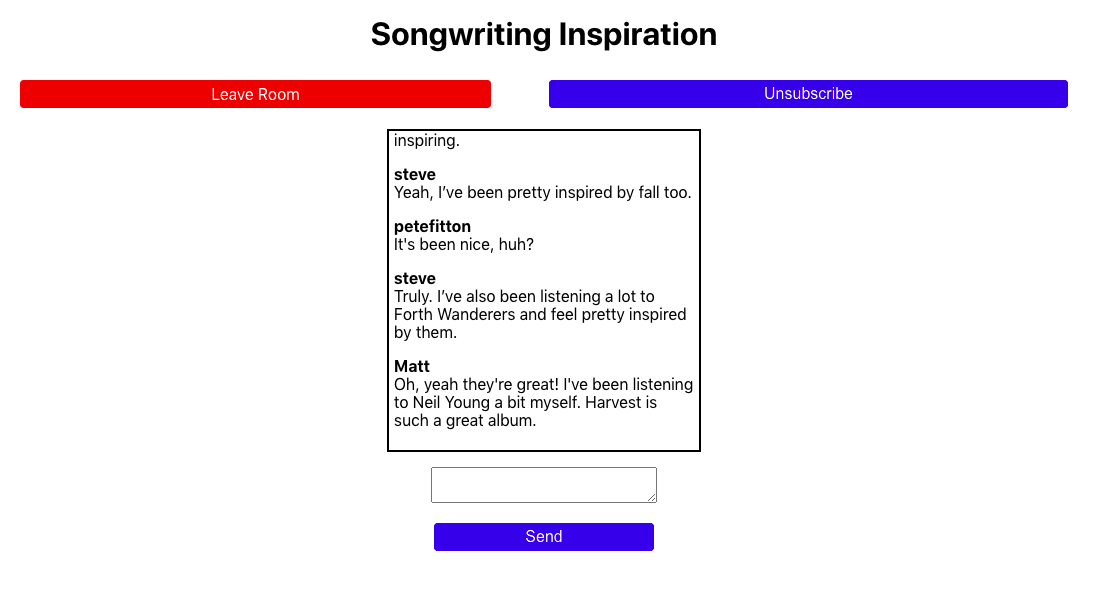 Songwriting Inspiration
Leave Room
Unsubscribe
inspiring.
steve
Yeah, I’ve been pretty inspired by fall too.
petefitton
It's been nice, huh?
steve
Truly. I’ve also been listening a lot to
Forth Wanderers and feel pretty inspired
by them.
Matt
Oh, yeah they're great! I've been listening
to Neil Young a bit myself. Harvest is
such a great album.
Send